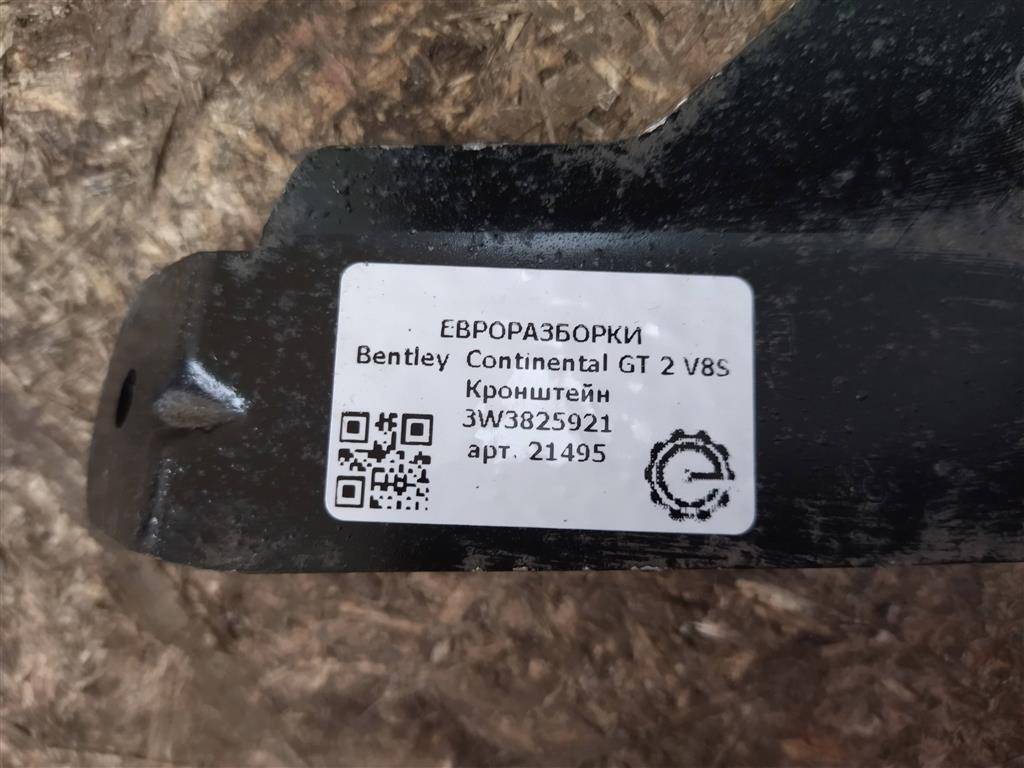 ЕВРОРАЗБОРКИ
Bentley Continental GT 2 V8S
Кронштейн
3W3825921
арт. 21495